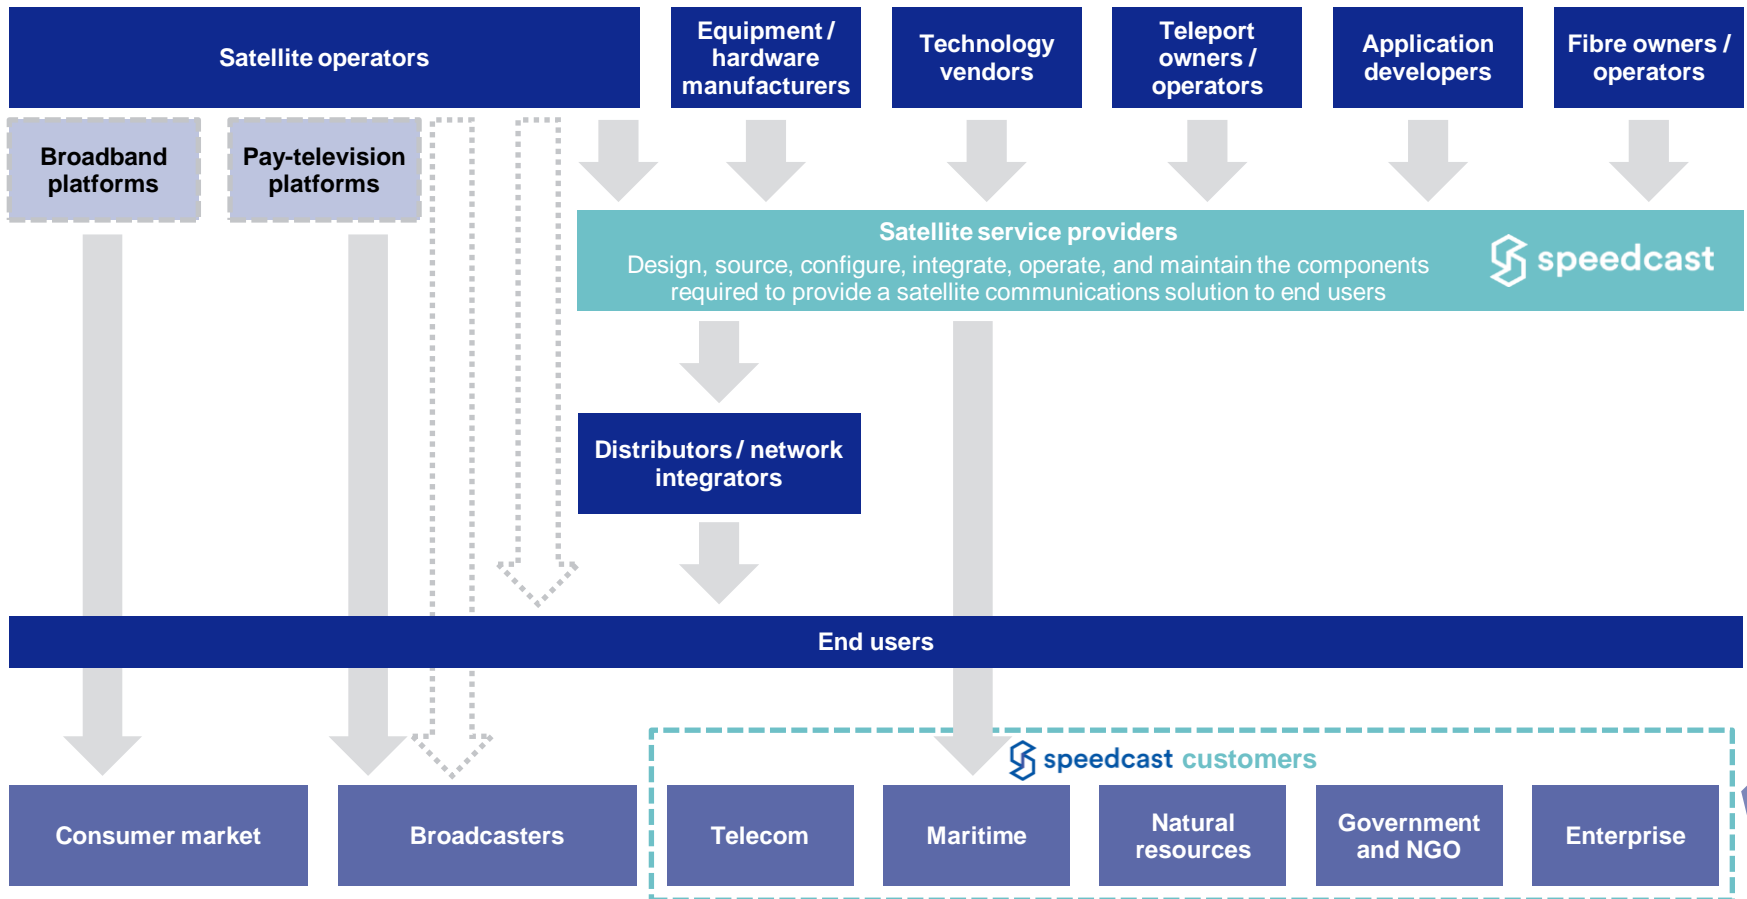 Satellite operators
Equipment /
hardware
manufacturers
Technology
vendors
Teleport
owners /
operators
Application
developers
Fibre owners /
operators
Broadband
platforms
Pay-television
platforms
Satellite service providers
Design, source, configure, integrate, operate, and maintain the components
required to provide a satellite communications solution to end users
speedcast
Distributors / network
integrators
End users
speedcast customers
Consumer market
Broadcasters
Telecom
Maritime
Natural
resources
Government
and NGO
Enterprise